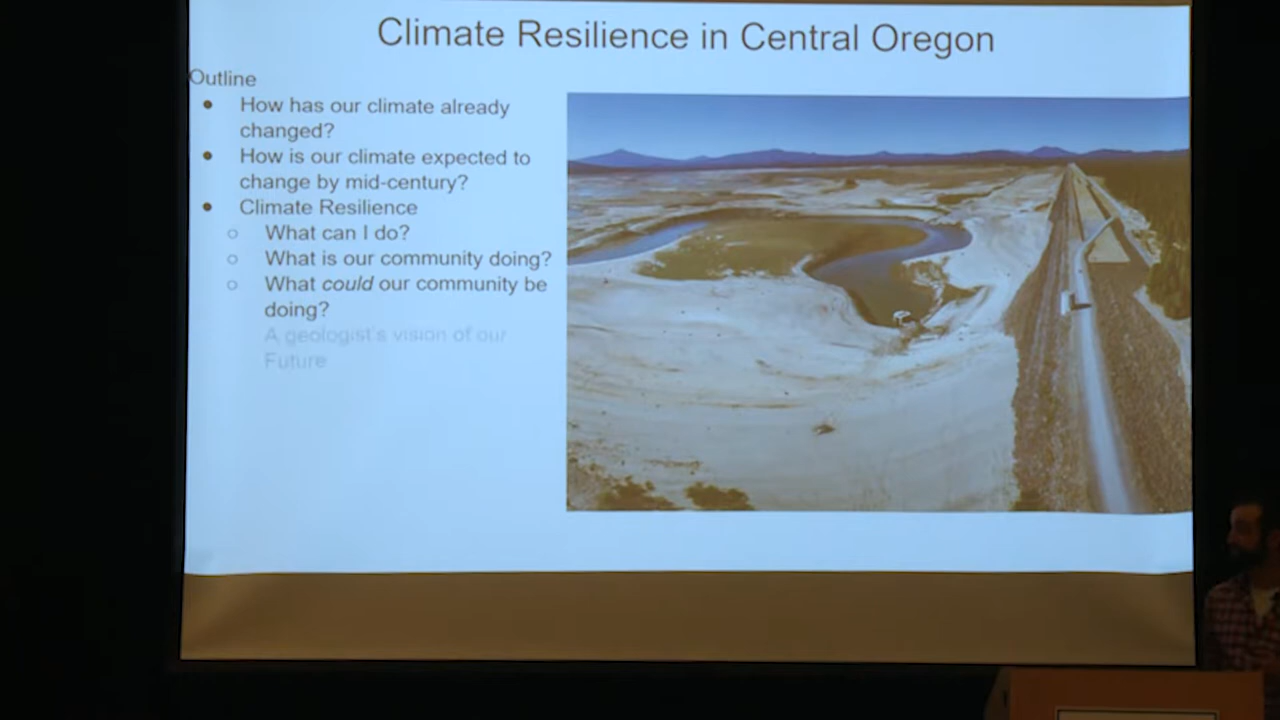 Climate Resilience in Central Oregon
Outline
● How has our climate already
changed?
● How is our climate expected to
change by mid-century?
● Climate Resilience
○ What can I do?
○ What is our community doing?
○ What could our community be
doing?
A geologist's vision of our
Future